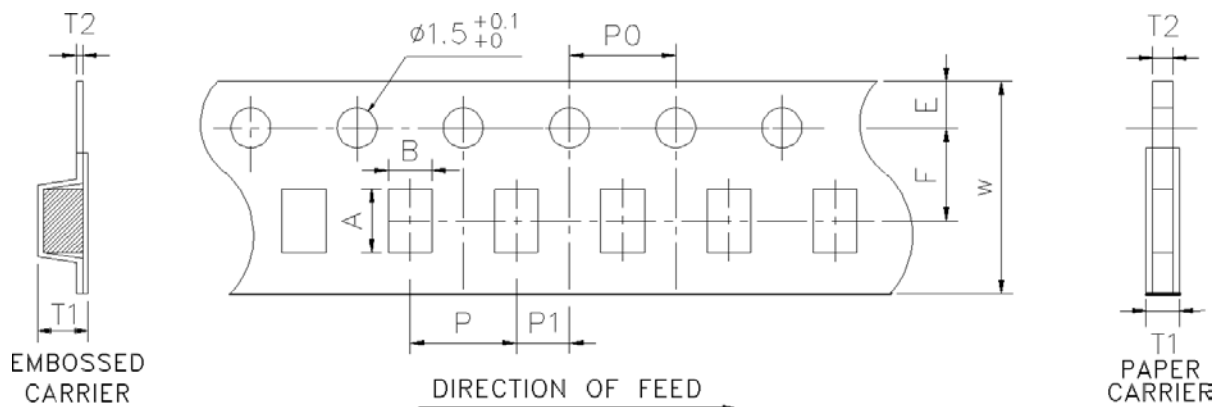 T2
ø1.5 +0.1 +0
P0
T2
E
B
F
W
A
T1
P
P1
T1
EMBOSSED
CARRIER
PAPER
CARRIER
DIRECTION OF FEED